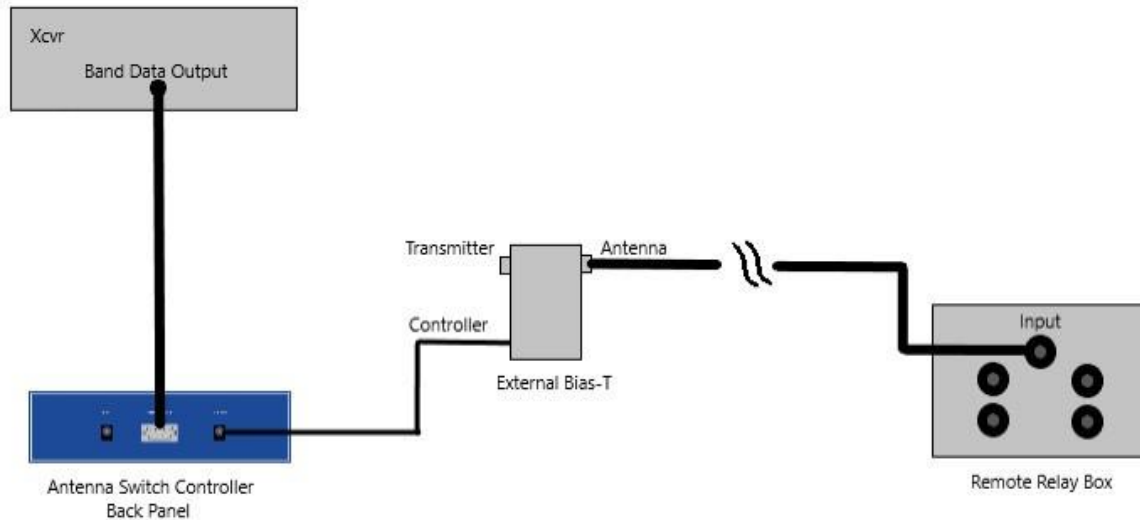 Xcvr
Band Data Output
Transmitter
Antenna
Controller
External Bias-T
Input
Remote Relay Box
Antenna Switch Controller
Back Panel